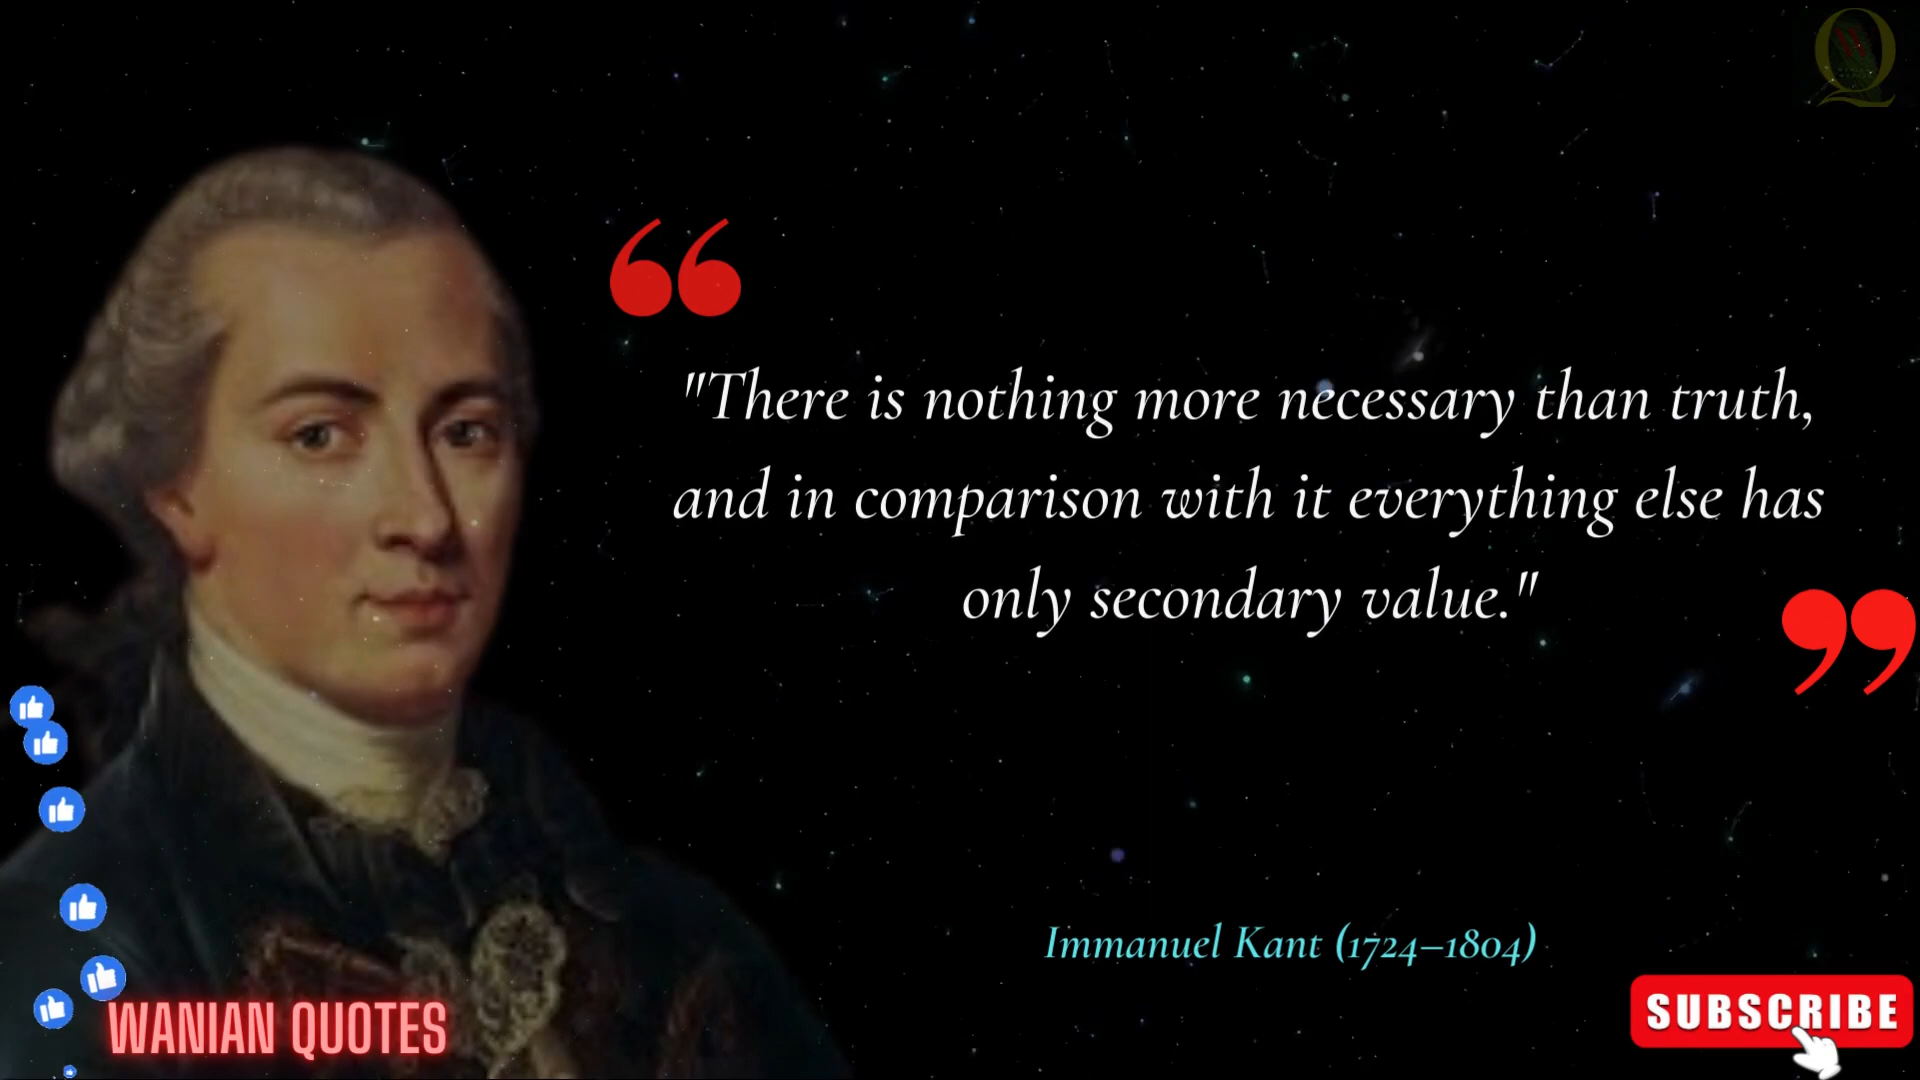 "There is nothing more necessary than truth,
and in comparison with it everything else has
only secondary value."
Immanuel Kant (1724–1804)
WANIAN QUOTES
SUBSCRIBE